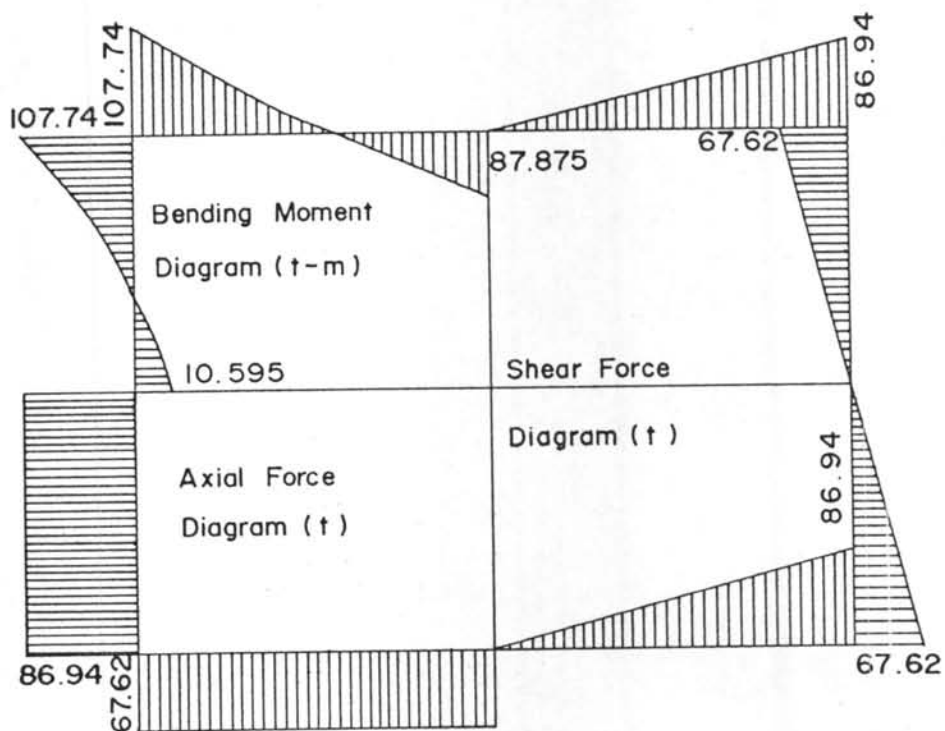 107.74
86.94
107.74
67.62
87.875
Bending Moment
Diagram (t-m)
10.595
Shear Force
Diagram (t)
86.94
Axial Force
Diagram (t)
86.94
67.62
67.62